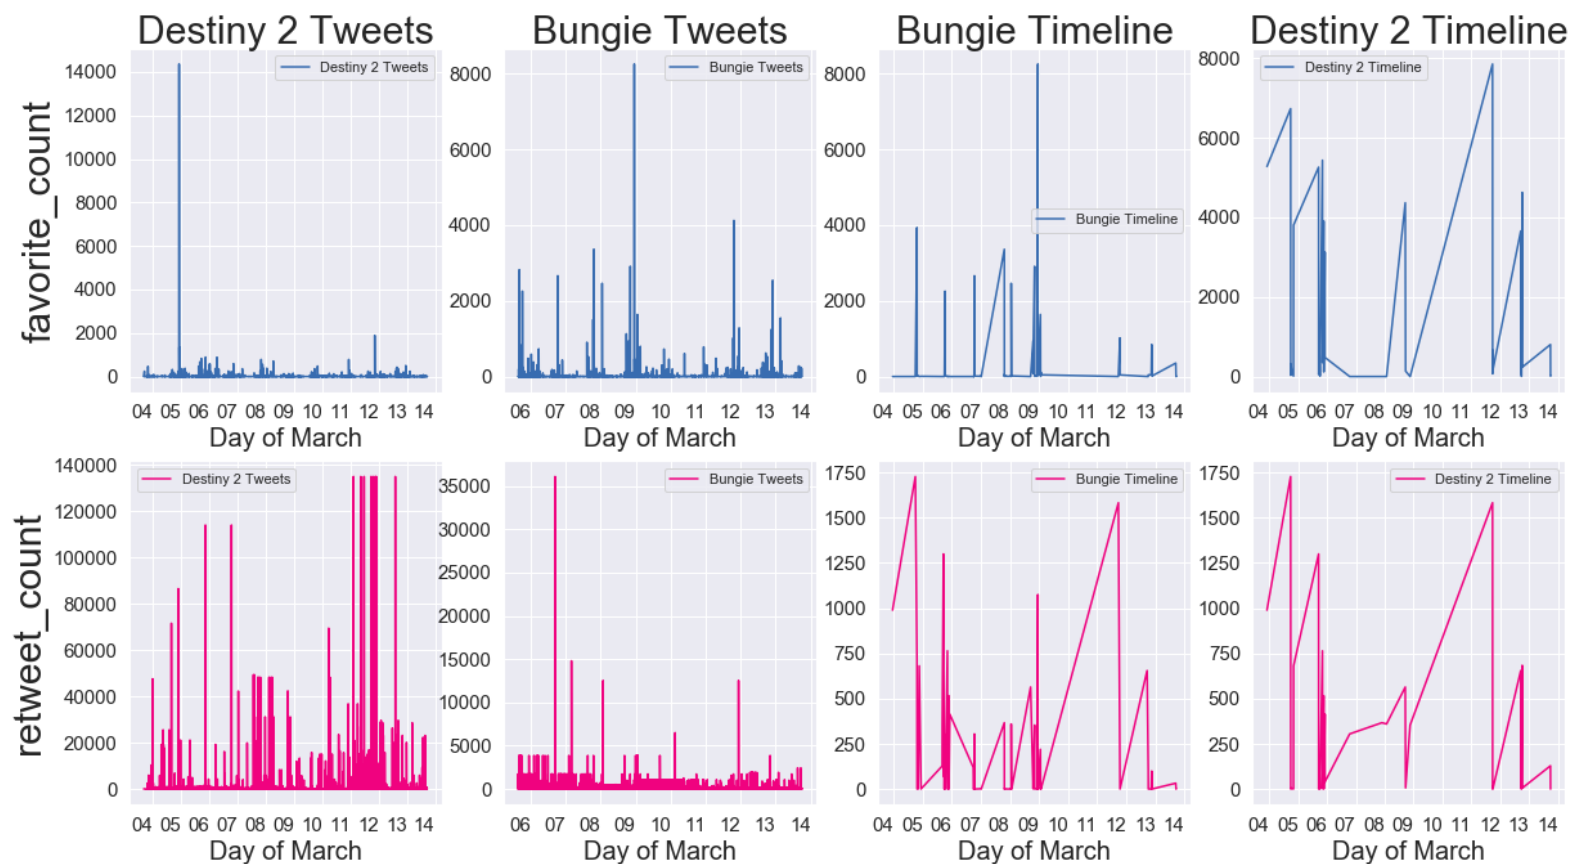 Destiny 2 Tweets
Bungie Tweets
Bungie Timeline
Destiny 2 Timeline
favorite_count
14000
12000
10000
8000
6000
4000
2000
0
Destiny 2 Tweets
04 05 06 07 08 09 10 11 12 13 14
Day of March
8000
6000
4000
2000
0
Bungie Tweets
06 07 08 09 10 11 12 13 14
Day of March
8000
6000
4000
2000
0
Bungie Timeline
04 05 06 07 08 09 10 11 12 13 14
Day of March
8000
6000
4000
2000
0
Destiny 2 Timeline
04 05 06 07 09 10 11 12 13 14
Day of March
retweet_count
140000
120000
100000
80000
60000
40000
20000
0
Destiny 2 Tweets
04 05 06 07 08 09 10 11 12 13 14
Day of March
35000
30000
25000
20000
15000
10000
5000
0
Bungie Tweets
06 07 08 09 10 11 12 13 14
Day of March
1750
1500
1250
1000
750
500
250
0
Bungie Timeline
04 05 06 07 08 09 10 11 12 13 14
Day of March
1750
1500
1250
1000
750
500
250
0
Destiny 2 Timeline
04 05 06 07 09 10 11 12 13 14
Day of March